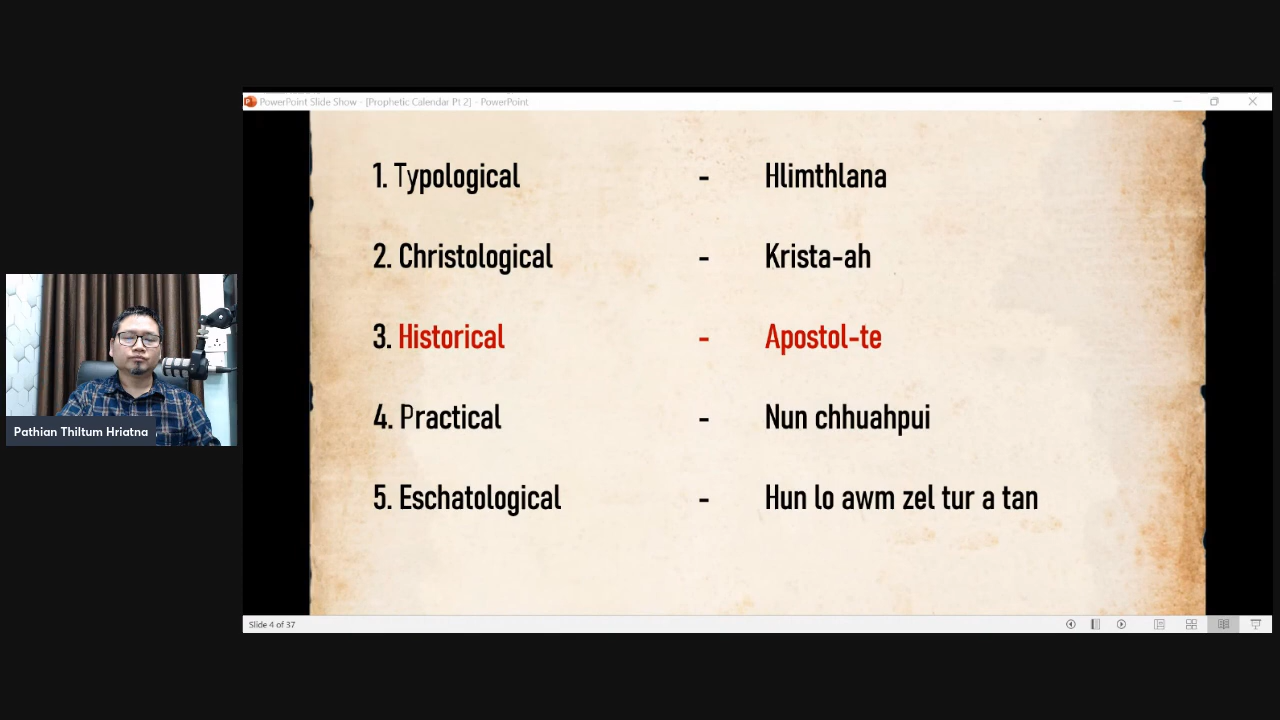 PowerPoint Slide Show - [Prophetic Calendar Pt 2] - PowerPoint
1. Typological - Hlimthlana
2. Christological - Krista-ah
3. Historical - Apostol-te
4. Practical - Nun chhuahpui
5. Eschatological - Hun lo awm zel tur a tan
Pathian Thiltum Hriatna
Slide 4 of 37